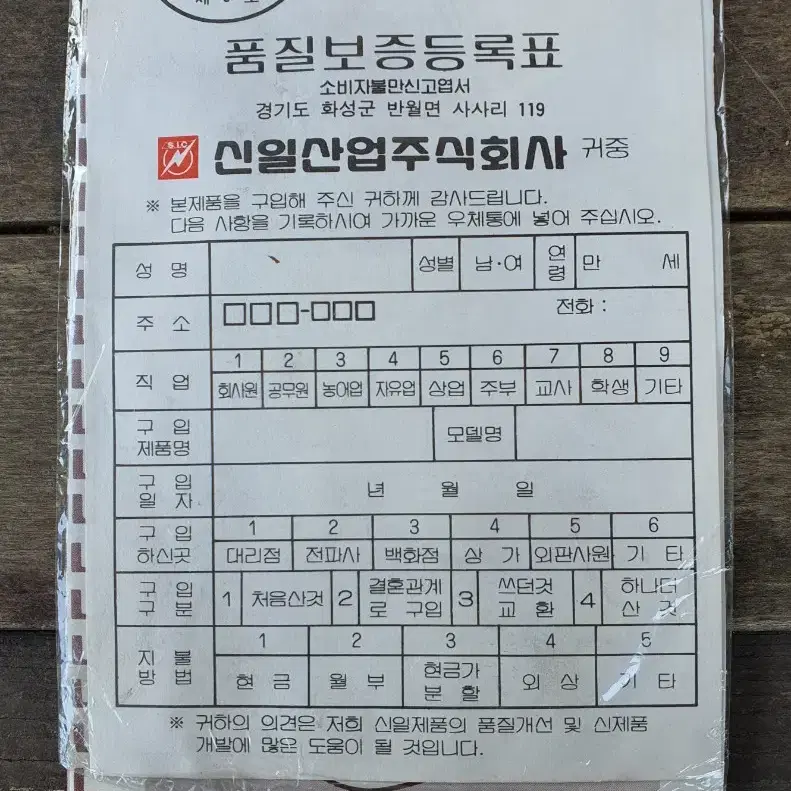 품질보증등록표
소비자불만신고엽서
경기도 화성군 반월면 사사리 119
S.I.C 신일산업주식회사 귀중
※ 본제품을 구입해 주신 귀하께 감사드립니다.
다음 사항을 기록하시여 가까운 우체통에 넣어 주십시오.
성명 성별 남·여 연령 만 세
주소 □□□-□□□ 전화 :
직업 1 2 3 4 5 6 7 8 9
회사원 공무원 농어업 자유업 상업 주부 교사 학생 기타
구입 제품명 모델명
구입 일자 년 월 일
구입 하신곳 1 2 3 4 5 6
대리점 전파사 백화점 상가 외판사원 기타
구입 구분 1 처음산것 2 결혼관계로 구입 3 쓰던것 교환 4 하나더 산것
지불 방법 1 2 3 4 5
현금 월부 현금가 분할 외상 기타
※ 귀하의 의견은 저희 신일제품의 품질개선 및 신제품
개발에 많은 도움이 될 것입니다.